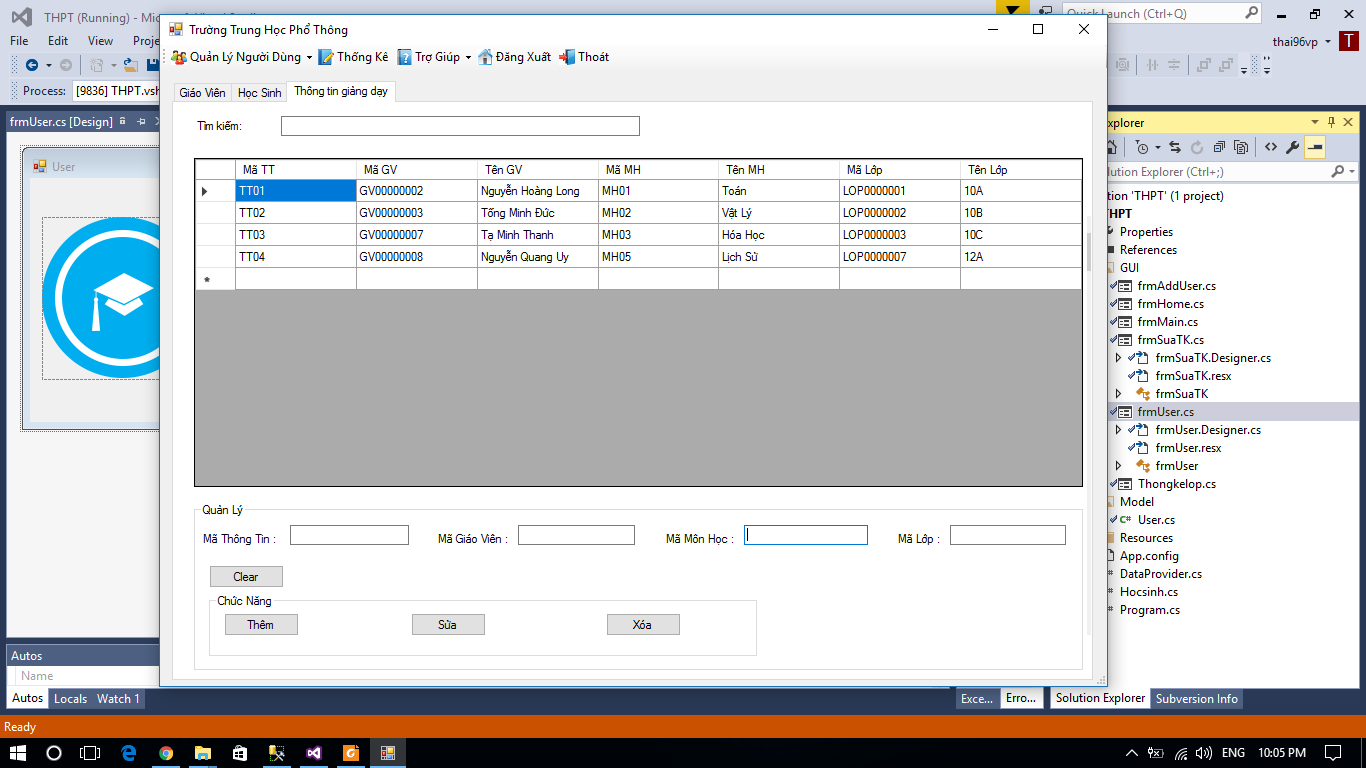 THPT (Running) - Mic
Quick Launch (Ctrl+Q)
File Edit View Proje
thai96vp T
Process: [9836] THPT.vsh
frmUser.cs [Design]
User
Trường Trung Học Phổ Thông
Quản Lý Người Dùng Thống Kê Trợ Giúp Đăng Xuất Thoát
Giáo Viên Học Sinh Thông tin giảng dạy
Tìm kiếm:
Mã TT Mã GV Tên GV Mã MH Tên MH Mã Lớp Tên Lớp
TT01 GV00000002 Nguyễn Hoàng Long MH01 Toán LOP0000001 10A
TT02 GV00000003 Tống Minh Đức MH02 Vật Lý LOP0000002 10B
TT03 GV00000007 Tạ Minh Thanh MH03 Hóa Học LOP0000003 10C
TT04 GV00000008 Nguyễn Quang Uy MH05 Lịch Sử LOP0000007 12A
*
Quản Lý
Mã Thông Tin : Mã Giáo Viên : Mã Môn Học : Mã Lớp :
Clear
Chức Năng
Thêm Sửa Xóa
xplorer
lution Explorer (Ctrl+;)
tion 'THPT' (1 project)
THPT
Properties
References
GUI
frmAddUser.cs
frmHome.cs
frmMain.cs
frmSuaTK.cs
frmSuaTK.Designer.cs
frmSuaTK.resx
frmSuaTK
frmUser.cs
frmUser.Designer.cs
frmUser.resx
frmUser
Thongkelop.cs
Model
C# User.cs
Resources
App.config
DataProvider.cs
Hocsinh.cs
Program.cs
Autos
Name
Autos Locals Watch 1
Exce... Erro... Solution Explorer Subversion Info
Ready
ENG 10:05 PM